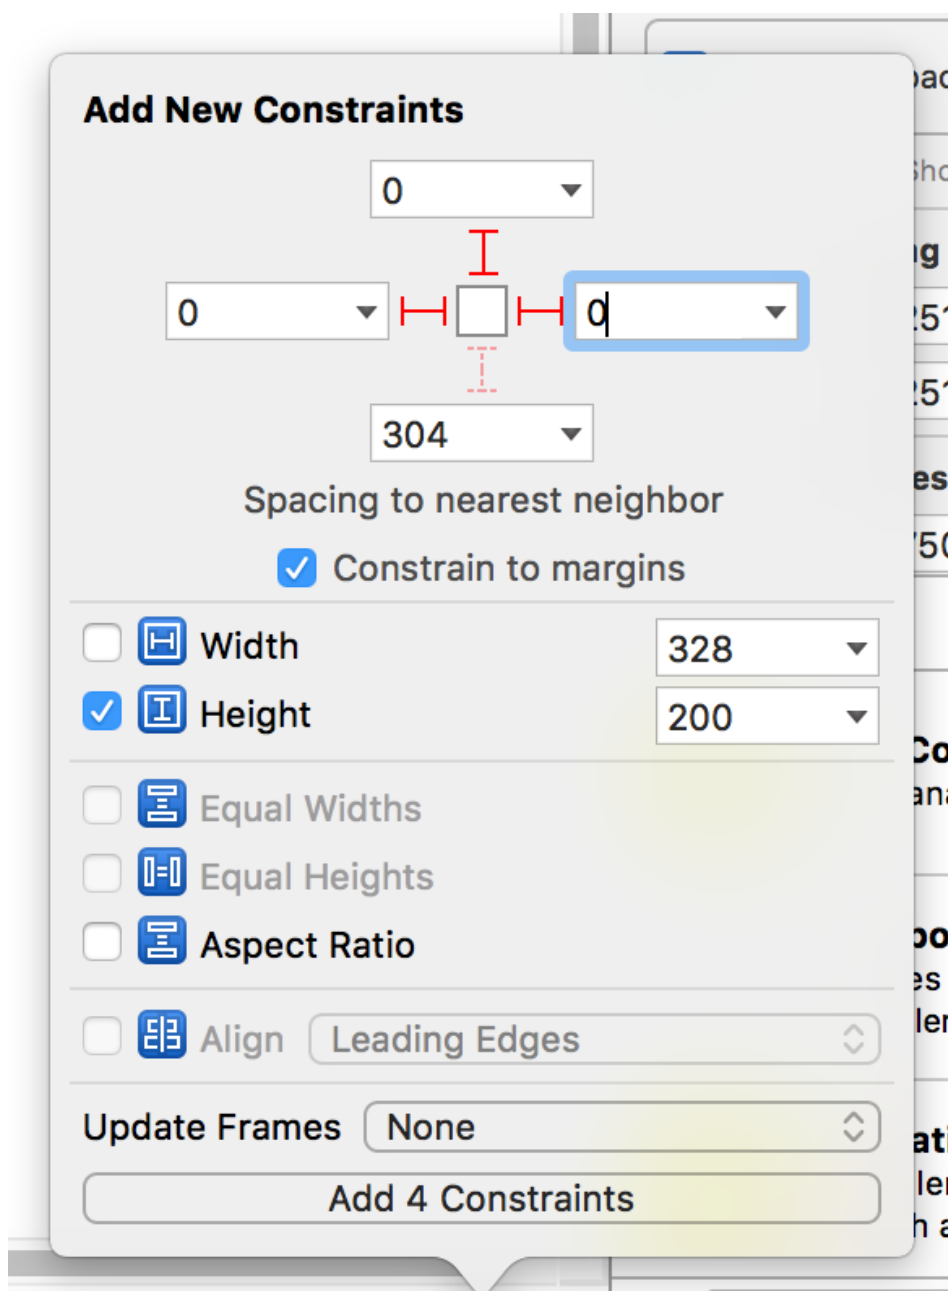 Add New Constraints
0
0
0
304
Spacing to nearest neighbor
Constrain to margins
Width
328
Height
200
Equal Widths
Equal Heights
Aspect Ratio
Align
Leading Edges
Update Frames
None
Add 4 Constraints